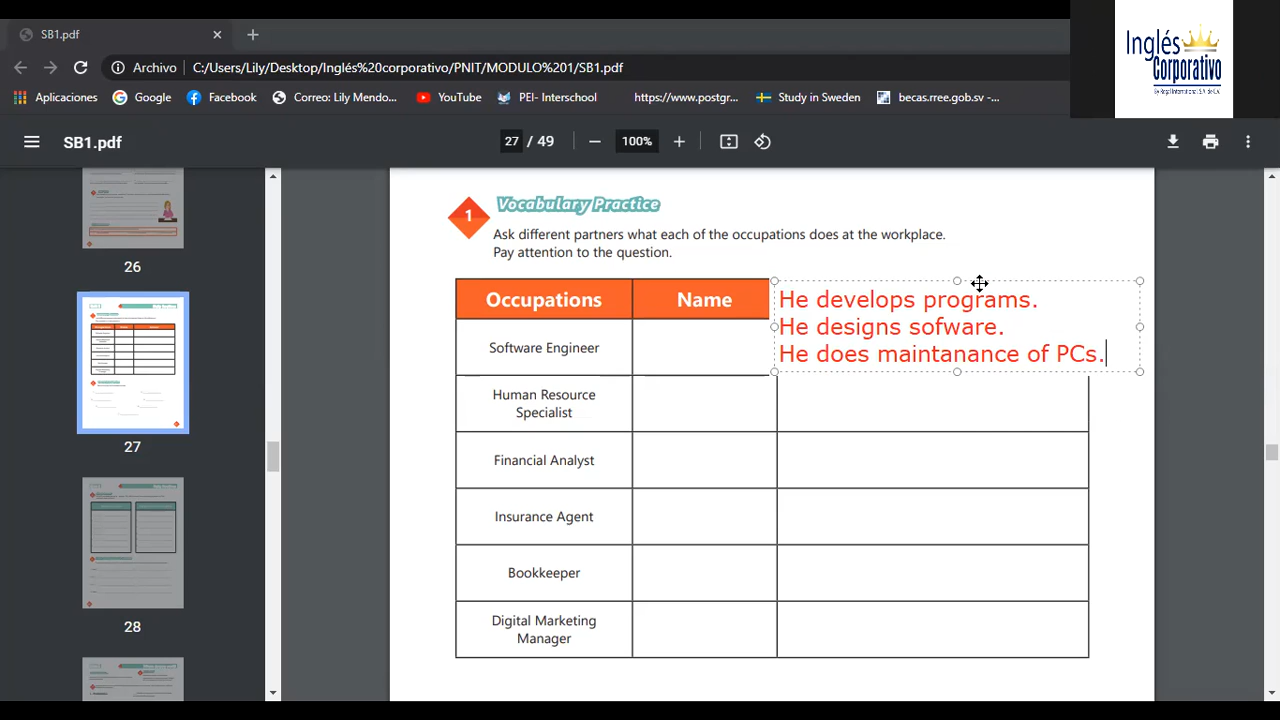 SB1.pdf
Archivo C:/Users/Lily/Desktop/Inglés%20corporativo/PNIT/MODULO%201/SB1.pdf
Aplicaciones Google Facebook Correo: Lily Mendo... YouTube PEI- Interschool https://www.postgr... Study in Sweden becas.rree.gob.sv -...
Inglés
Corporativo
SB1.pdf 27 / 49 100%
26
27
28
1 Vocabulary Practice
Ask different partners what each of the occupations does at the workplace.
Pay attention to the question.
Occupations Name
He develops programs.
He designs sofware.
He does maintanance of PCs.
Software Engineer
Human Resource
Specialist
Financial Analyst
Insurance Agent
Bookkeeper
Digital Marketing
Manager